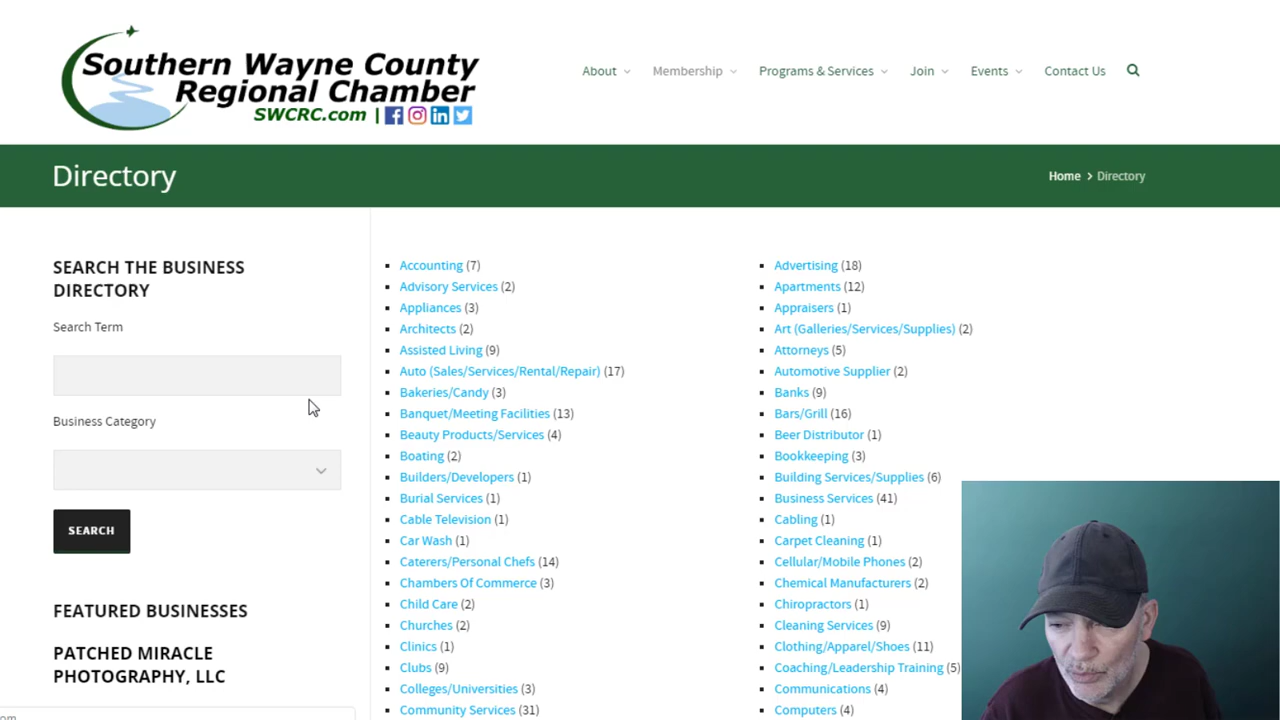 Southern Wayne County
Regional Chamber
SWCRC.com |
About
Membership
Programs & Services
Join
Events
Contact Us
Directory
Home > Directory
SEARCH THE BUSINESS
DIRECTORY
Search Term
Business Category
SEARCH
FEATURED BUSINESSES
PATCHED MIRACLE
PHOTOGRAPHY, LLC
Accounting (7)
Advisory Services (2)
Appliances (3)
Architects (2)
Assisted Living (9)
Auto (Sales/Services/Rental/Repair) (17)
Bakeries/Candy (3)
Banquet/Meeting Facilities (13)
Beauty Products/Services (4)
Boating (2)
Builders/Developers (1)
Burial Services (1)
Cable Television (1)
Car Wash (1)
Caterers/Personal Chefs (14)
Chambers Of Commerce (3)
Child Care (2)
Churches (2)
Clinics (1)
Clubs (9)
Colleges/Universities (3)
Community Services (31)
Advertising (18)
Apartments (12)
Appraisers (1)
Art (Galleries/Services/Supplies) (2)
Attorneys (5)
Automotive Supplier (2)
Banks (9)
Bars/Grill (16)
Beer Distributor (1)
Bookkeeping (3)
Building Services/Supplies (6)
Business Services (41)
Cabling (1)
Carpet Cleaning (1)
Cellular/Mobile Phones (2)
Chemical Manufacturers (2)
Chiropractors (1)
Cleaning Services (9)
Clothing/Apparel/Shoes (11)
Coaching/Leadership Training (5)
Communications (4)
Computers (4)